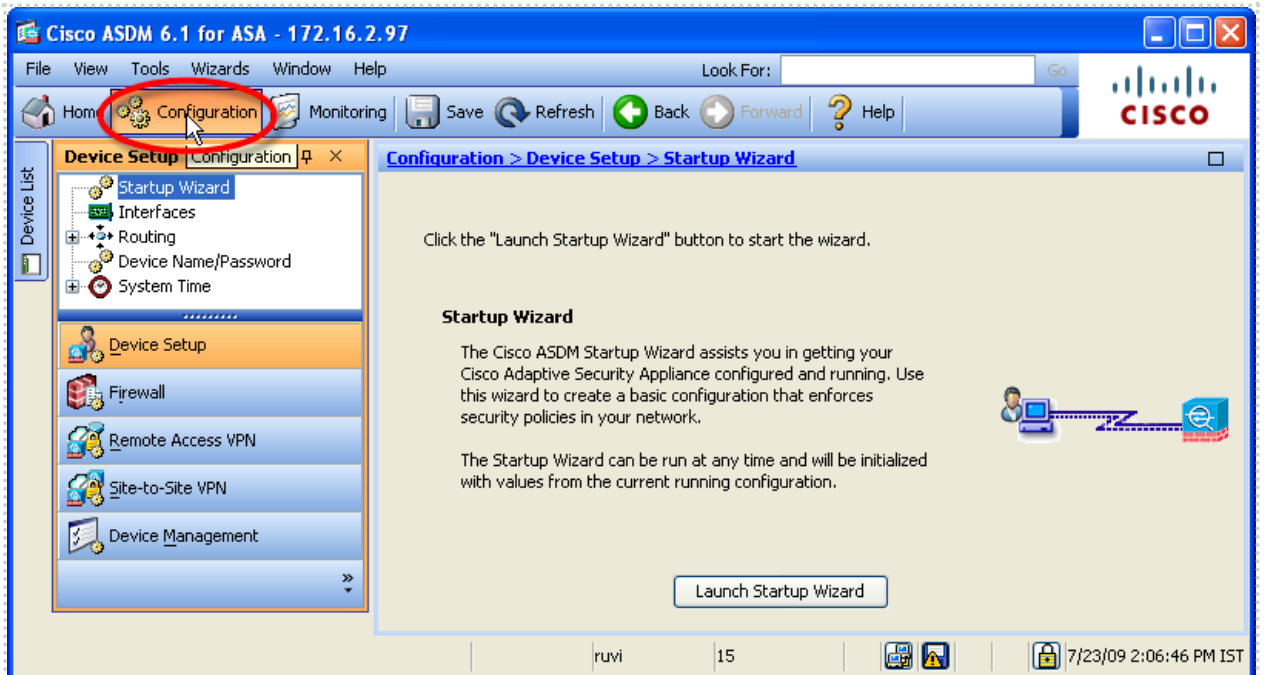 Cisco ASDM 6.1 for ASA - 172.16.2.97
File View Tools Wizards Window Help Look For: Go
Home Configuration Monitoring Save Refresh Back Forward Help
CISCO
Device List
Device Setup Configuration
Startup Wizard
Interfaces
Routing
Device Name/Password
System Time
Device Setup
Firewall
Remote Access VPN
Site-to-Site VPN
Device Management
Configuration > Device Setup > Startup Wizard
Click the "Launch Startup Wizard" button to start the wizard.
Startup Wizard
The Cisco ASDM Startup Wizard assists you in getting your
Cisco Adaptive Security Appliance configured and running. Use
this wizard to create a basic configuration that enforces
security policies in your network.
The Startup Wizard can be run at any time and will be initialized
with values from the current running configuration.
Launch Startup Wizard
ruvi 15 7/23/09 2:06:46 PM IST